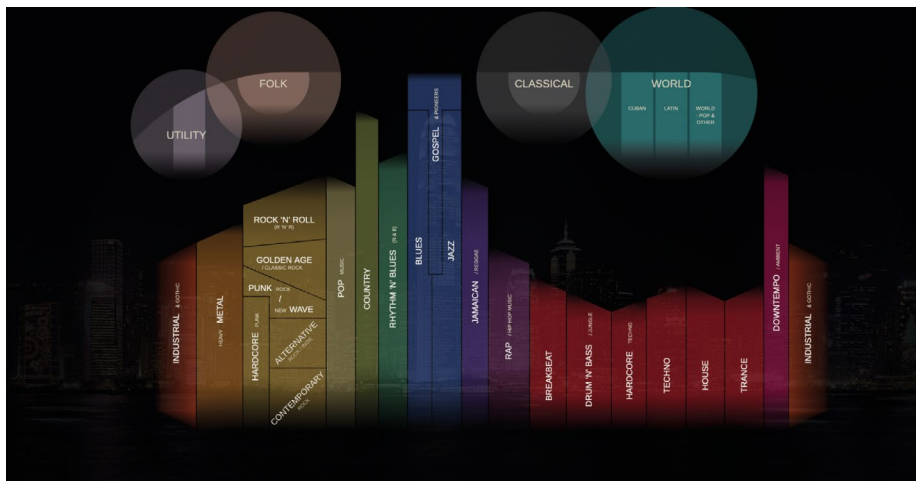 FOLK
UTILITY
CLASSICAL
WORLD
CUBAN
LATIN
WORLD
- POP &
OTHER
INDUSTRIAL & GOTHIC
HEAVY METAL
ROCK 'N' ROLL
(R 'N' R)
GOLDEN AGE
/ CLASSIC ROCK
PUNK ROCK
/
NEW WAVE
HARDCORE PUNK
ALTERNATIVE
ROCK / INDIE
CONTEMPORARY
ROCK
POP MUSIC
COUNTRY
RHYTHM 'N' BLUES (R & B)
BLUES
GOSPEL & PIONEERS
JAZZ
JAMAICAN / REGGAE
RAP / HIP HOP MUSIC
BREAKBEAT
DRUM 'N' BASS / JUNGLE
HARDCORE TECHNO
TECHNO
HOUSE
TRANCE
DOWNTEMPO / AMBIENT
INDUSTRIAL & GOTHIC